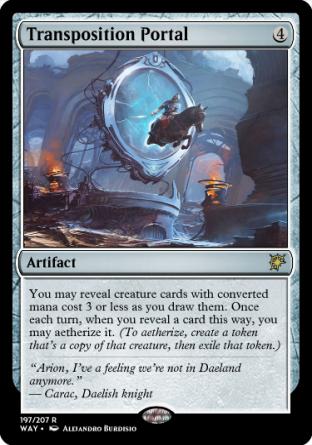 Transposition Portal 4
Artifact
You may reveal creature cards with converted
mana cost 3 or less as you draw them. Once
each turn, when you reveal a card this way, you
may aetherize it. (To aetherize, create a token
that's a copy of that creature, then exile that token.)
“Arion, I've a feeling we're not in Daeland
anymore.”
— Carac, Daelish knight
197/207 R
WAY • Alejandro Burdisio